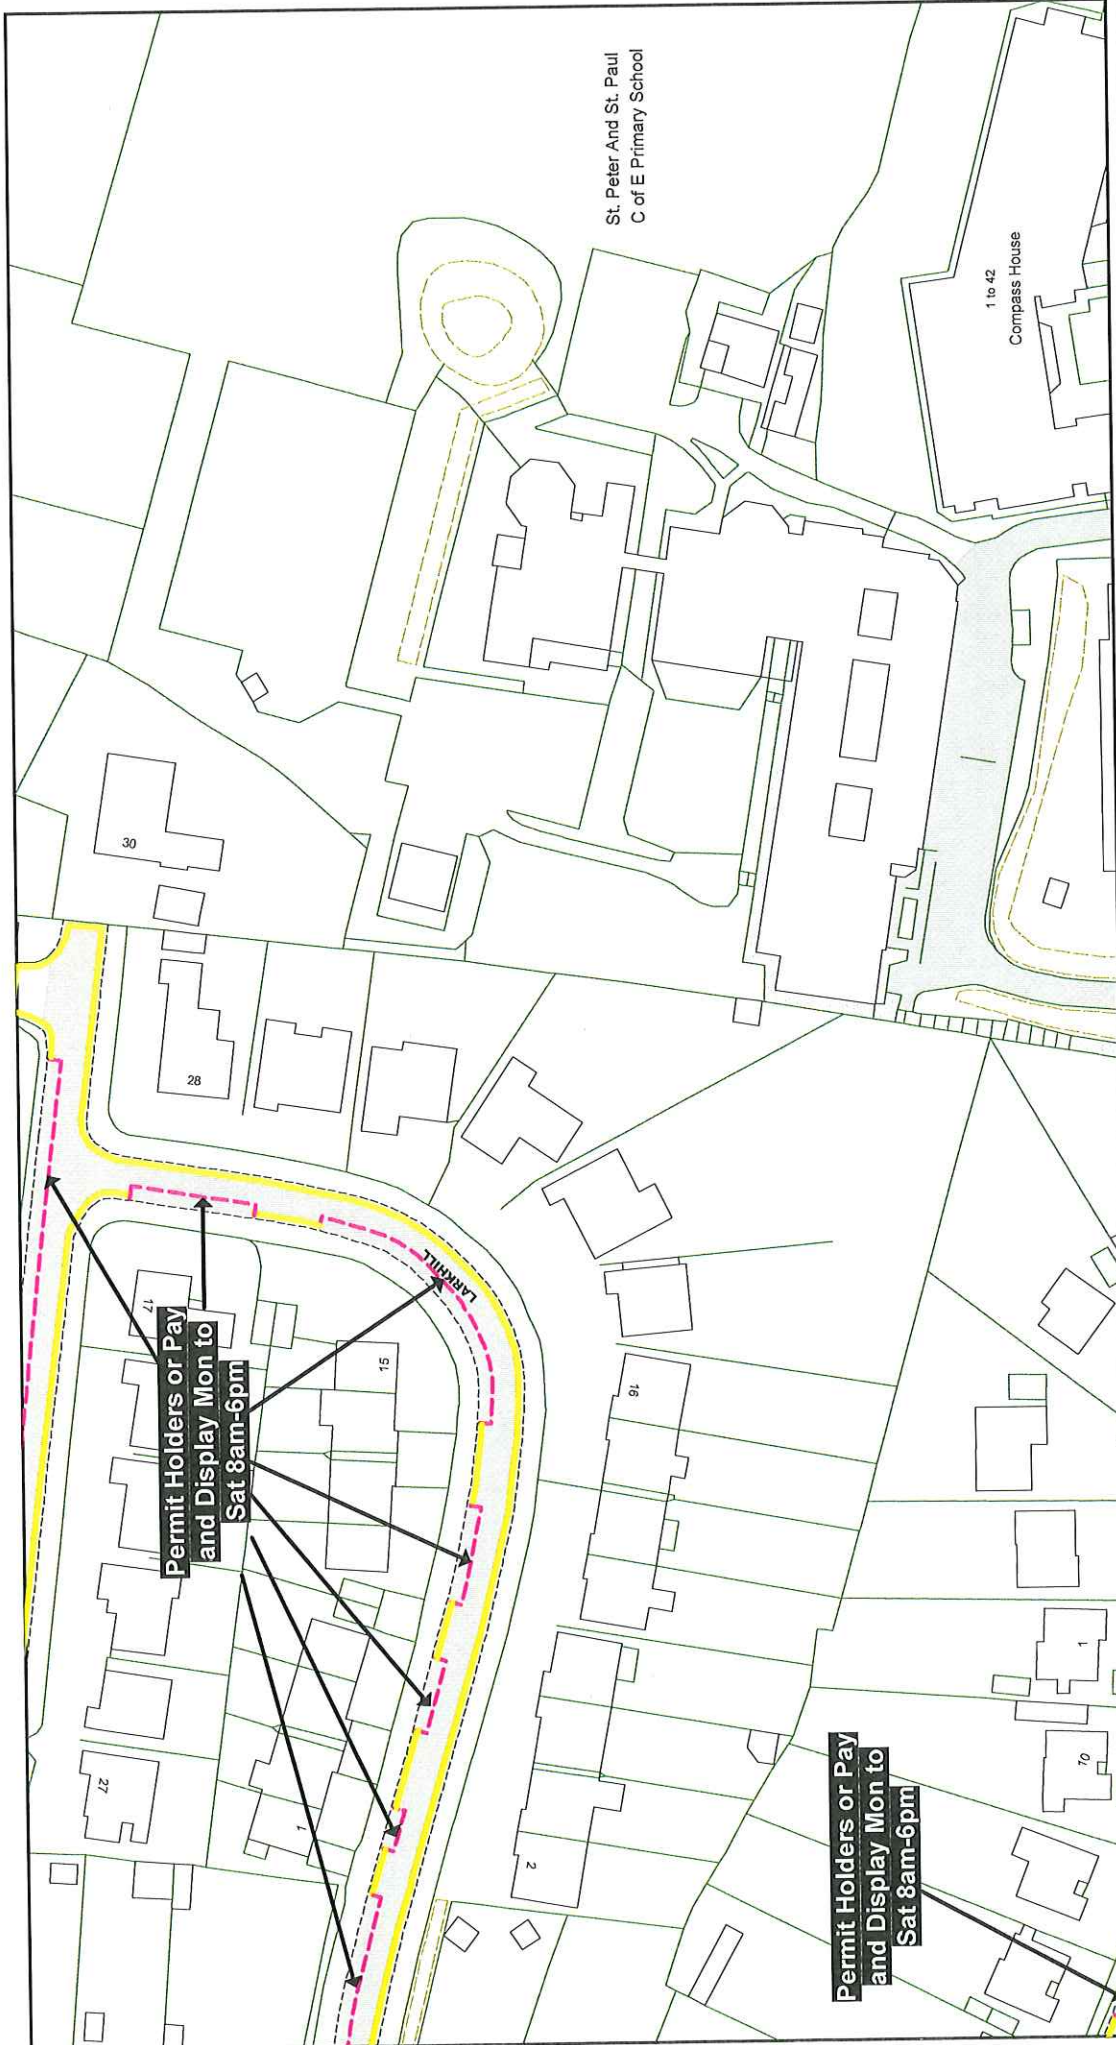 St. Peter And St. Paul
C of E Primary School
1 to 42
Compass House
30
28
LARKHILL
17
Permit Holders or Pay
and Display Mon to
Sat 8am-6pm
15
16
27
1
2
1
10
Permit Holders or Pay
and Display Mon to
Sat 8am-6pm